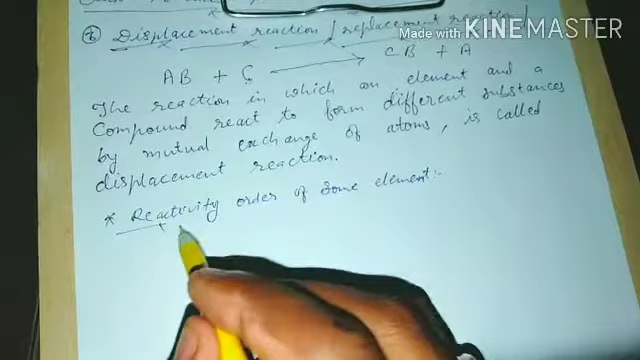 Made with KINEMASTER
Displacement reaction / replacement reaction /
AB + C ⟶ CB + A
The reaction in which an element and a
Compound react to form different substances
by mutual exchange of atoms, is called
displacement reaction.
* Reactivity order of some element:-